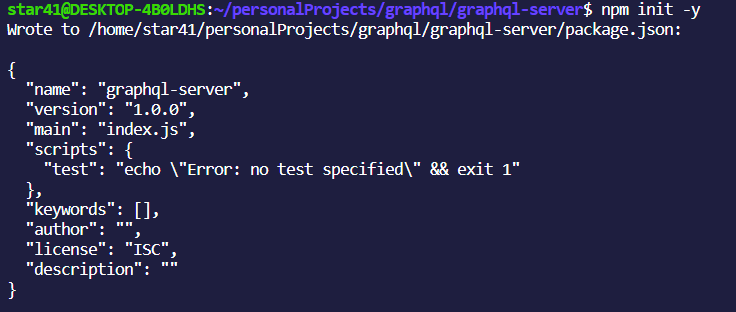 star41@DESKTOP-4B0LDHS:~/personalProjects/graphql/graphql-server$ npm init -y
Wrote to /home/star41/personalProjects/graphql/graphql-server/package.json:

{
  "name": "graphql-server",
  "version": "1.0.0",
  "main": "index.js",
  "scripts": {
    "test": "echo \"Error: no test specified\" && exit 1"
  },
  "keywords": [],
  "author": "",
  "license": "ISC",
  "description": ""
}